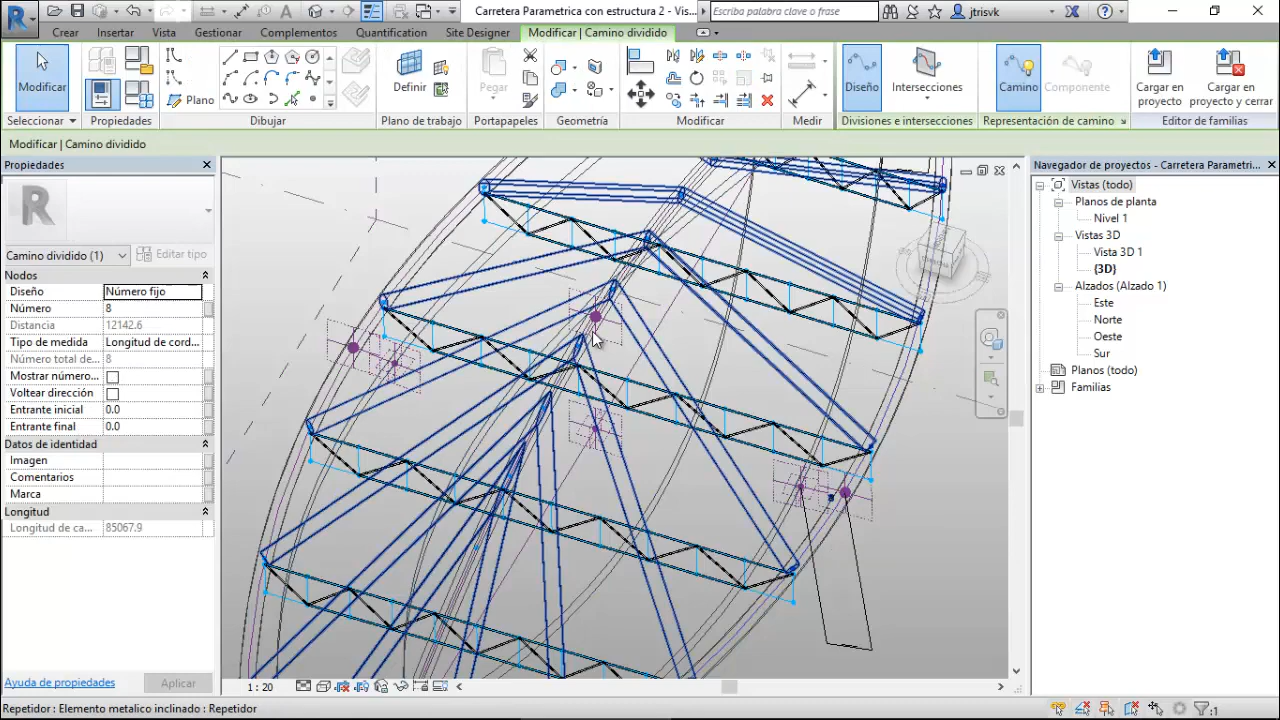 Carretera Parametrica con estructura 2 - Vis...
Escriba palabra clave o frase
jtrisvk
Crear Insertar Vista Gestionar Complementos Quantification Site Designer Modificar | Camino dividido
Modificar
Plano
Definir
Pegar
Diseño Intersecciones
Camino Componente
Cargar en proyecto
Cargar en proyecto y cerrar
Seleccionar Propiedades Dibujar Plano de trabajo Portapapeles Geometría Modificar Medir Divisiones e intersecciones Representación de camino Editor de familias
Modificar | Camino dividido
Propiedades
R
Camino dividido (1) Editar tipo
Nodos
Diseño Número fijo
Número 8
Distancia 12142.6
Tipo de medida Longitud de cord...
Número total de... 8
Mostrar número...
Voltear dirección
Entrante inicial 0.0
Entrante final 0.0
Datos de identidad
Imagen
Comentarios
Marca
Longitud
Longitud de ca... 85067.9
Ayuda de propiedades Aplicar
Navegador de proyectos - Carretera Parametri...
Vistas (todo)
Planos de planta
Nivel 1
Vistas 3D
Vista 3D 1
{3D}
Alzados (Alzado 1)
Este
Norte
Oeste
Sur
Planos (todo)
Familias
1 : 20
Repetidor : Elemento metalico inclinado : Repetidor
:1